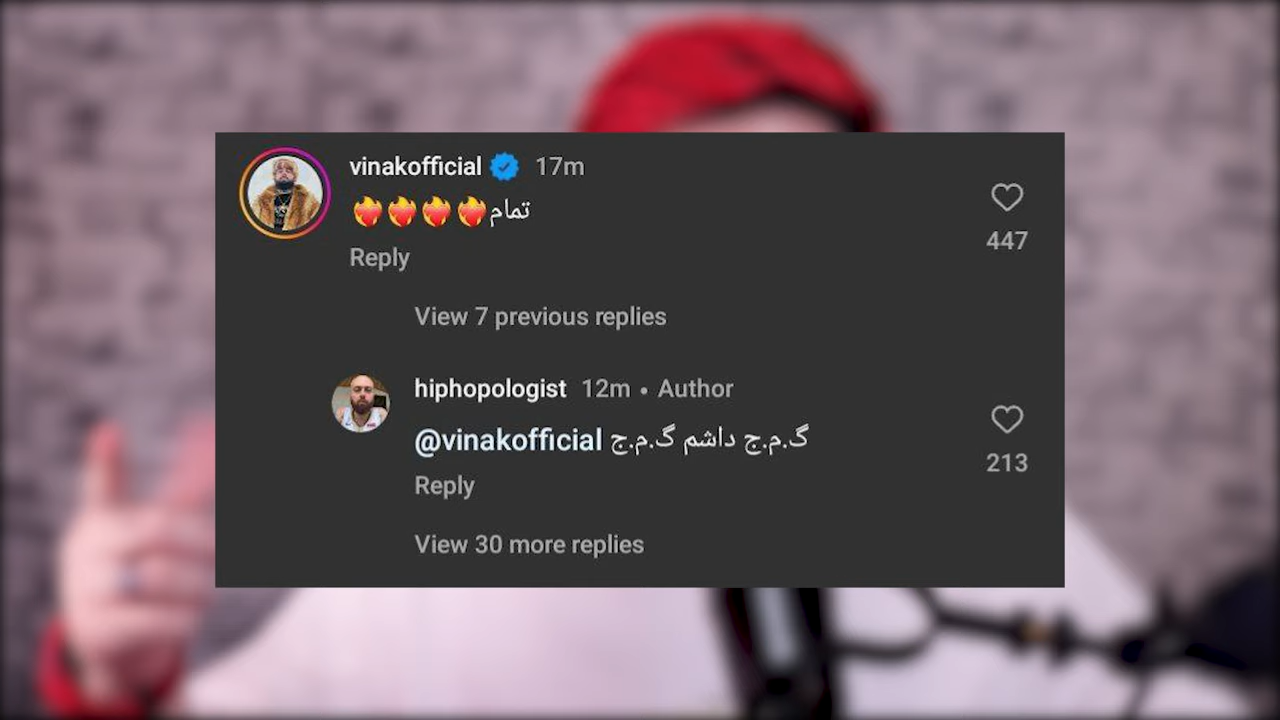 vinakofficial 17m
❤️‍🔥❤️‍🔥❤️‍🔥❤️‍🔥تمام
Reply
447
View 7 previous replies
hiphopologist 12m • Author
@vinakofficial گ.م.ج داشم گ.م.ج
Reply
213
View 30 more replies